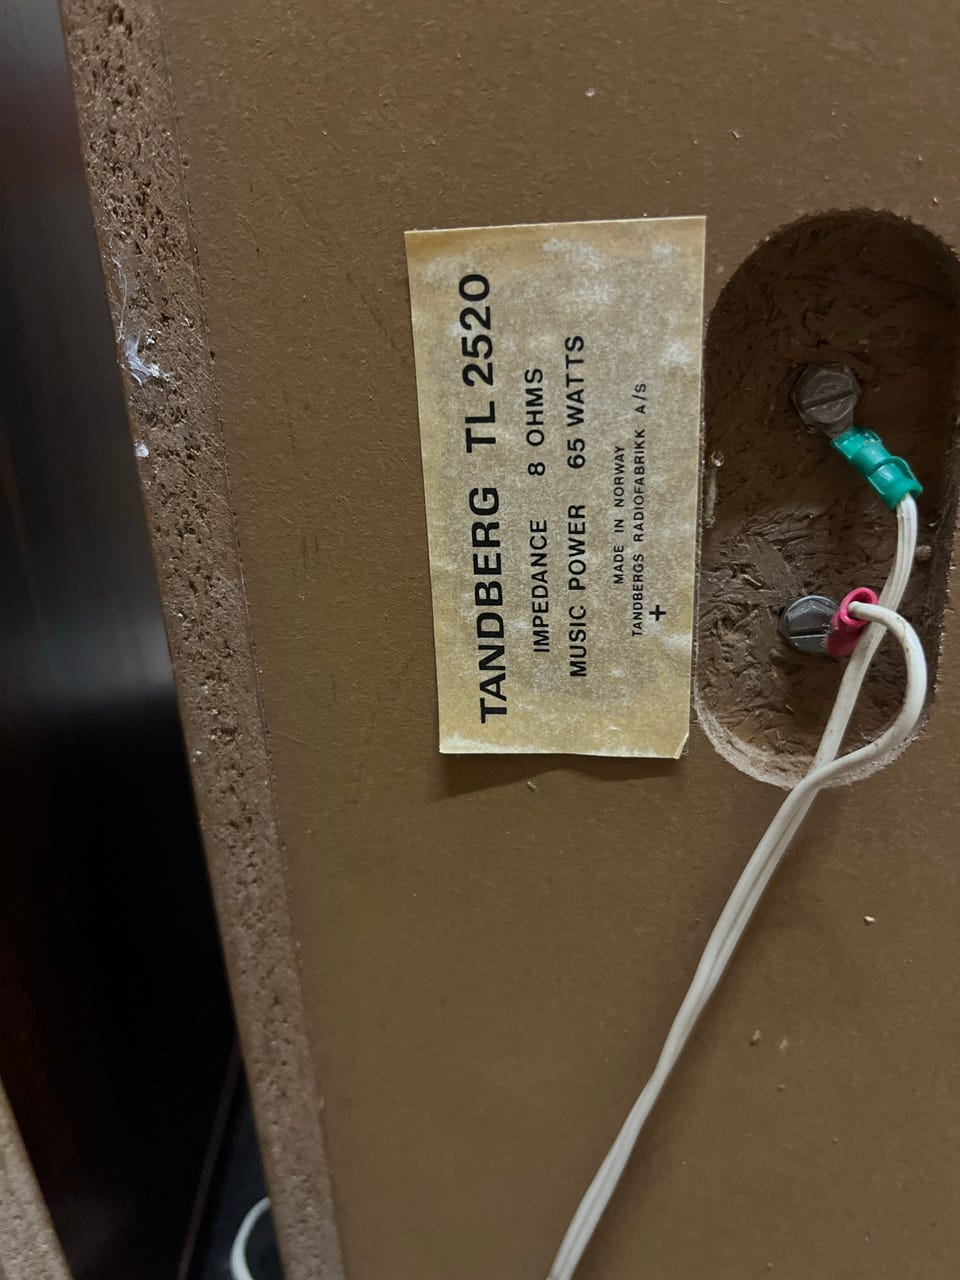 TANDBERG TL 2520
IMPEDANCE 8 OHMS
MUSIC POWER 65 WATTS
MADE IN NORWAY
TANDBERGS RADIOFABRIKK A/S
+